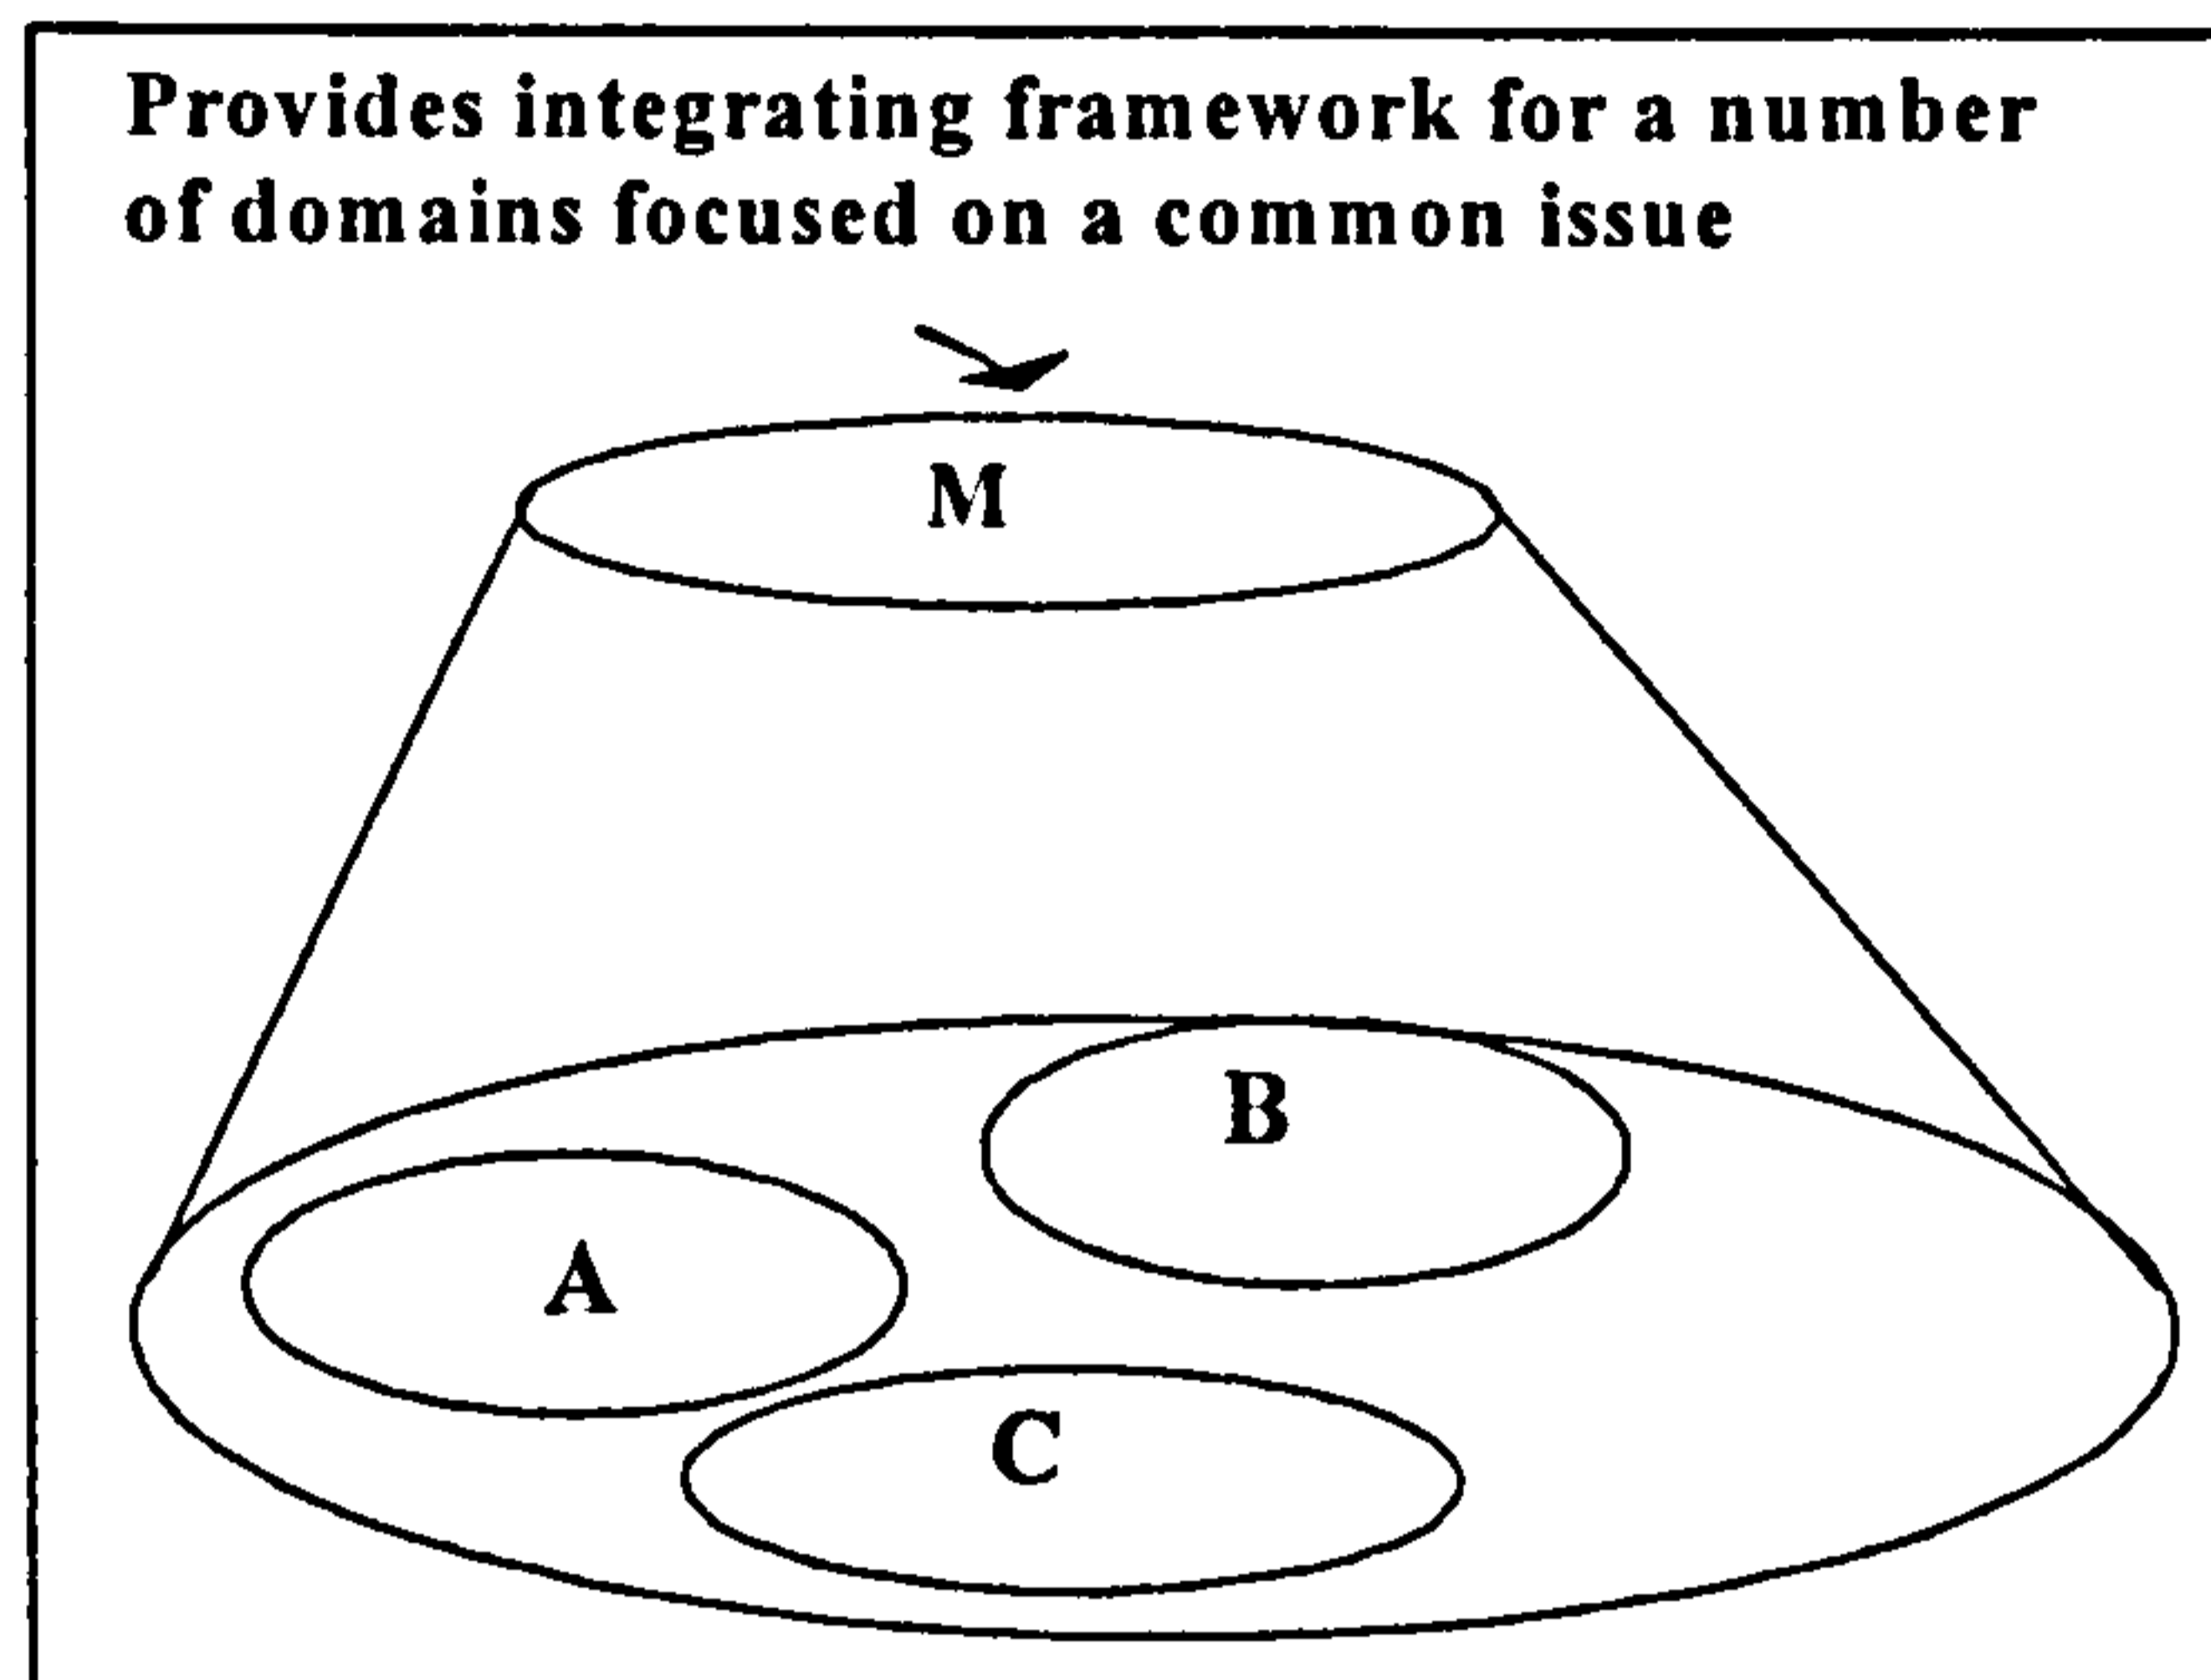 Provides integrating framework for a number
of domains focused on a common issue
M
B
A
C